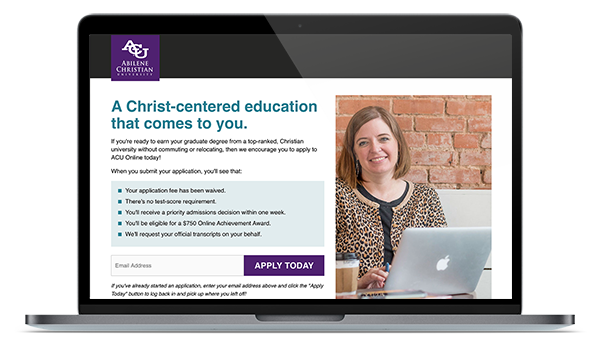 ACU
ABILENE
CHRISTIAN
UNIVERSITY
A Christ-centered education
that comes to you.
If you're ready to earn your graduate degree from a top-ranked, Christian
university without commuting or relocating, then we encourage you to apply to
ACU Online today!
When you submit your application, you'll see that:
Your application fee has been waived.
There's no test-score requirement.
You'll receive a priority admissions decision within one week.
You'll be eligible for a $750 Online Achievement Award.
We'll request your official transcripts on your behalf.
Email Address
APPLY TODAY
If you've already started an application, enter your email address above and click the "Apply
Today" button to log back in and pick up where you left off!